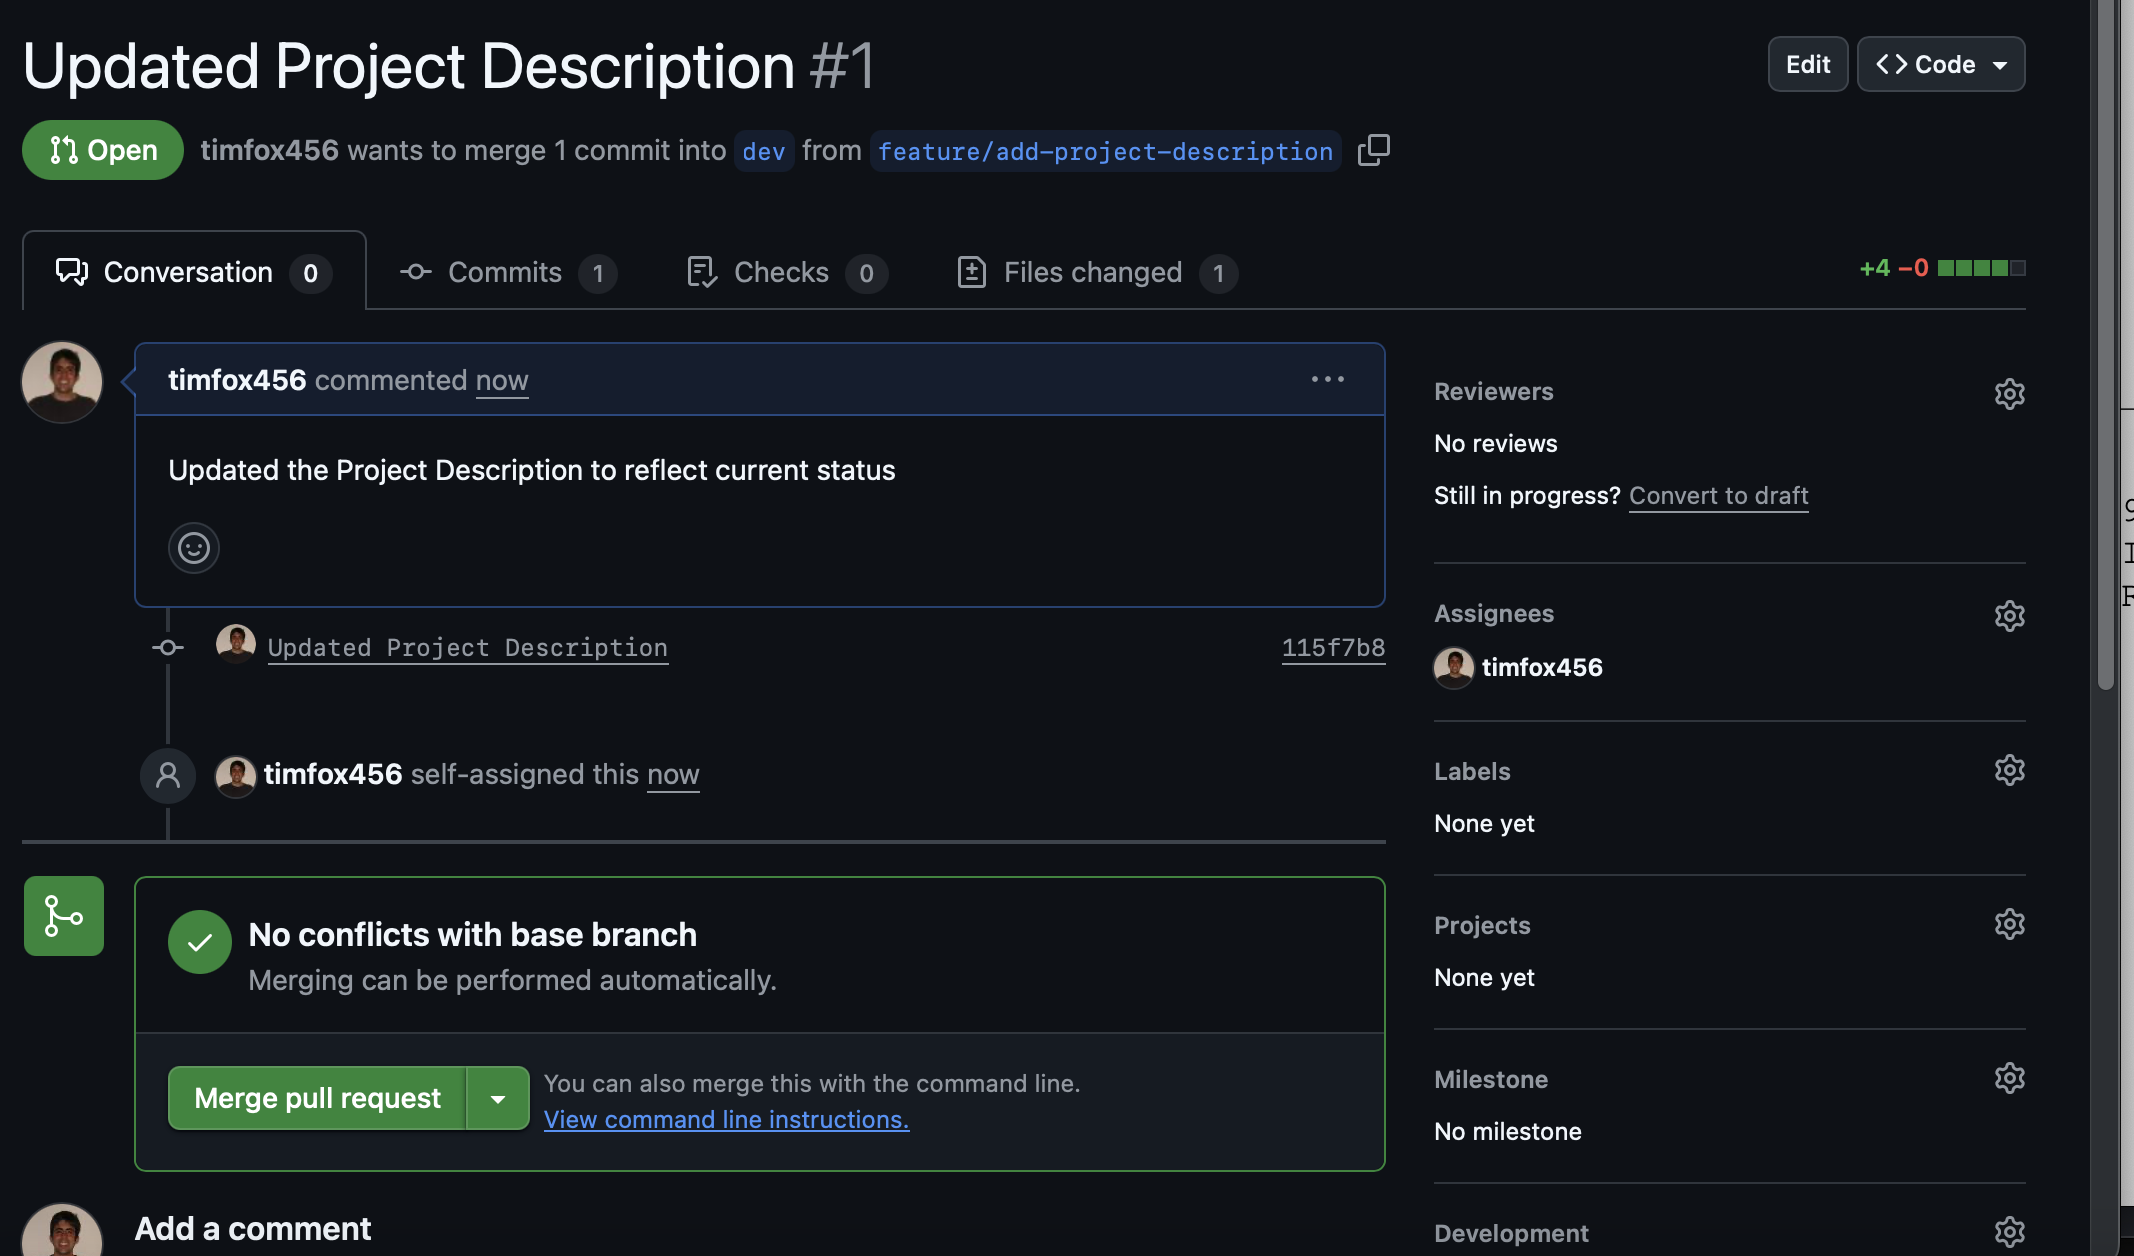 Updated Project Description #1
Edit
Code
Open
timfox456 wants to merge 1 commit into dev from feature/add-project-description
Conversation 0
Commits 1
Checks 0
Files changed 1
+4 −0
timfox456 commented now
Updated the Project Description to reflect current status
Updated Project Description 115f7b8
timfox456 self-assigned this now
No conflicts with base branch
Merging can be performed automatically.
Merge pull request
You can also merge this with the command line.
View command line instructions.
Add a comment
Reviewers
No reviews
Still in progress? Convert to draft
Assignees
timfox456
Labels
None yet
Projects
None yet
Milestone
No milestone
Development